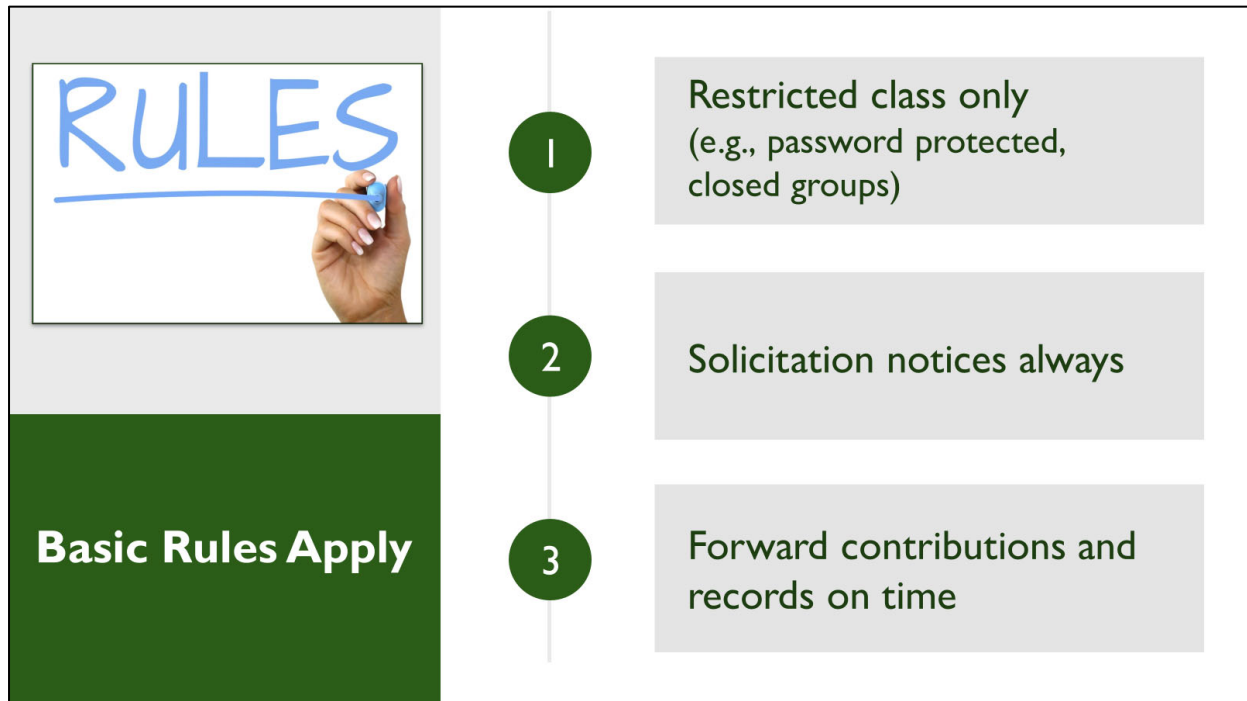 RULES
Basic Rules Apply
1
Restricted class only
(e.g., password protected,
closed groups)
2
Solicitation notices always
3
Forward contributions and
records on time